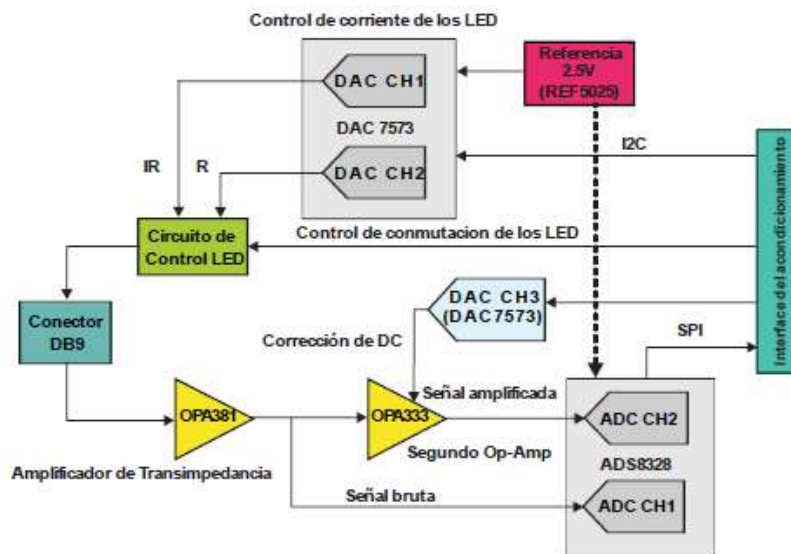 Control de corriente de los LED
DAC CH1
DAC 7573
DAC CH2
Referencia
2.5V
(REF5025)
I2C
IR
R
Circuito de
Control LED
Control de conmutacion de los LED
Interface del acondicionamiento
Conector
DB9
DAC CH3
(DAC7573)
Corrección de DC
SPI
OPA381
OPA333
Señal amplificada
ADC CH2
Segundo Op-Amp
ADS8328
Amplificador de Transimpedancia
Señal bruta
ADC CH1